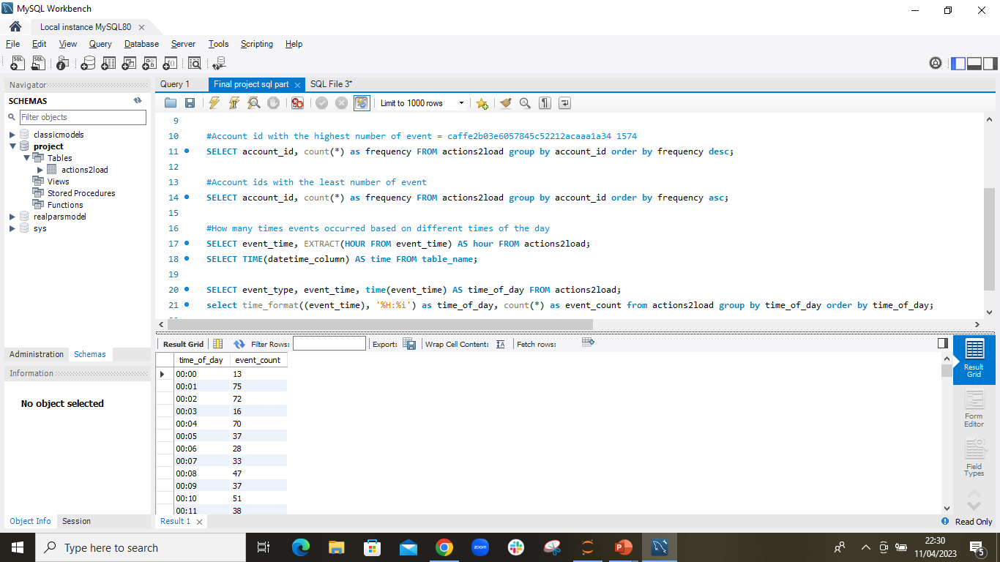 MySQL Workbench
Local instance MySQL80
File Edit View Query Database Server Tools Scripting Help
Navigator
SCHEMAS
Filter objects
classicmodels
project
Tables
actions2load
Views
Stored Procedures
Functions
realparsmodel
sys
Administration Schemas
Information
No object selected
Object Info Session
Query 1 Final project sql part SQL File 3*
Limit to 1000 rows
9
10 #Account id with the highest number of event = caffe2b03e6057845c52212acaaa1a34 1574
11 SELECT account_id, count(*) as frequency FROM actions2load group by account_id order by frequency desc;
12
13 #Account ids with the least number of event
14 SELECT account_id, count(*) as frequency FROM actions2load group by account_id order by frequency asc;
15
16 #How many times events occurred based on different times of the day
17 SELECT event_time, EXTRACT(HOUR FROM event_time) AS hour FROM actions2load;
18 SELECT TIME(datetime_column) AS time FROM table_name;
19
20 SELECT event_type, event_time, time(event_time) AS time_of_day FROM actions2load;
21 select time_format((event_time), '%H:%i') as time_of_day, count(*) as event_count from actions2load group by time_of_day order by time_of_day;
Result Grid Filter Rows: Export: Wrap Cell Content: Fetch rows:
time_of_day event_count
00:00 13
00:01 75
00:02 72
00:03 16
00:04 70
00:05 37
00:06 28
00:07 33
00:08 47
00:09 37
00:10 51
00:11 38
Result Grid
Form Editor
Field Types
Result 1
Read Only
Type here to search
zoom
22:30
11/04/2023
5